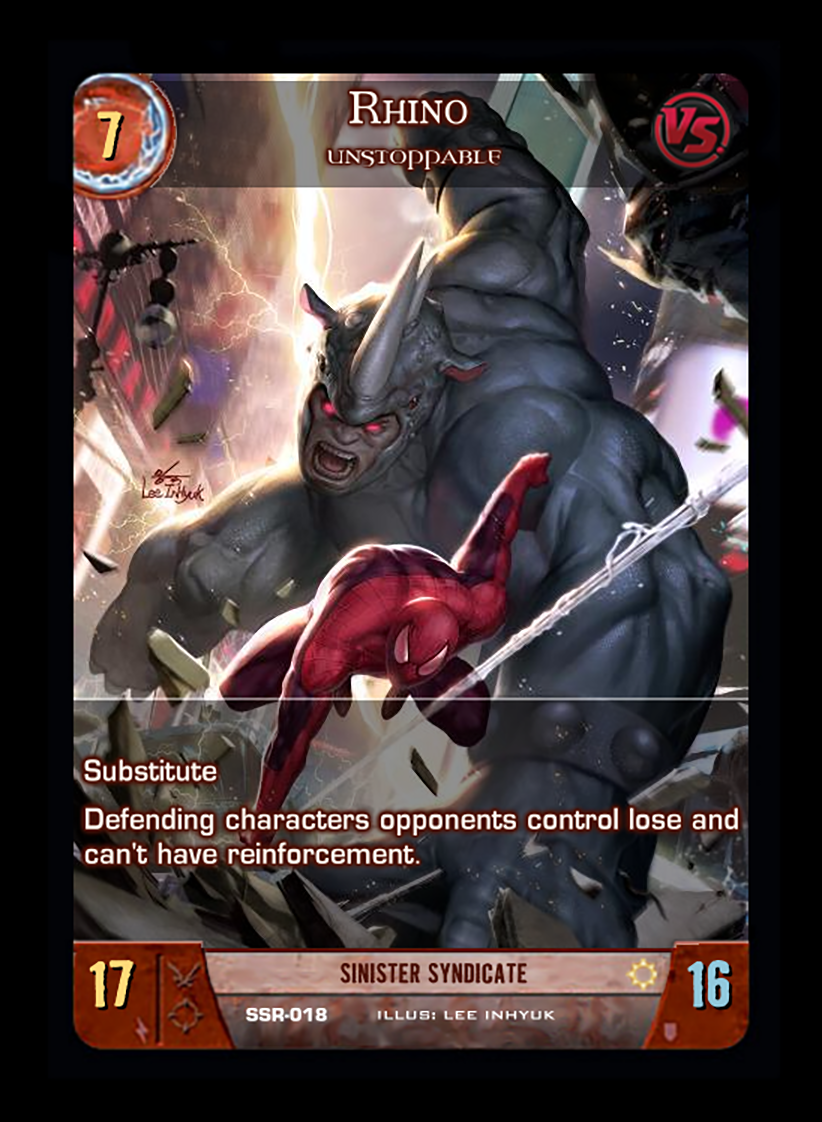 7
RHINO
VS.
UNSTOPPABLE
Lee InHyuk
Substitute
Defending characters opponents control lose and
can't have reinforcement.
17
SINISTER SYNDICATE
16
SSR-018 ILLUS: LEE INHYUK